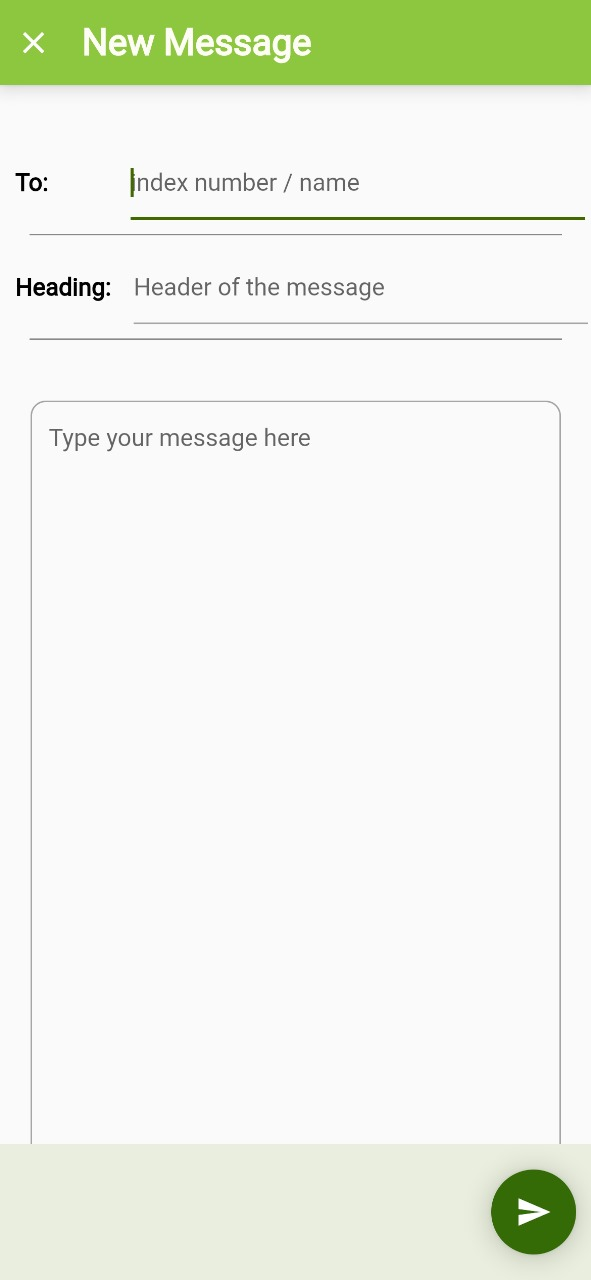 New Message
To: index number / name
Heading: Header of the message
Type your message here